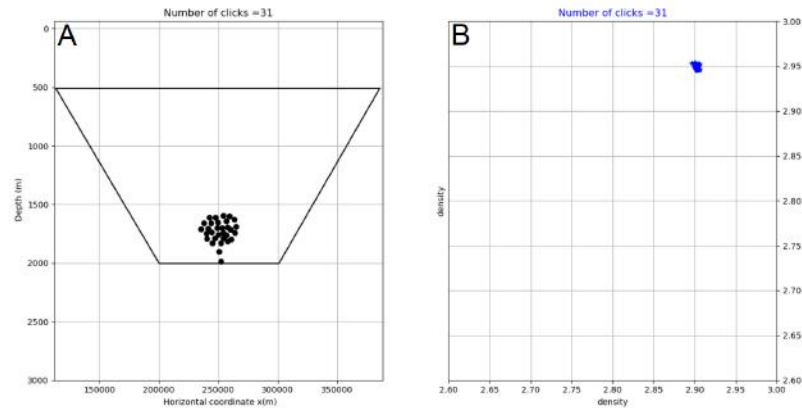 Number of clicks =31
A
0
500
1000
1500
2000
2500
3000
Depth (m)
150000 200000 250000 300000 350000
Horizontal coordinate x(m)
Number of clicks =31
B
3.00
2.95
2.90
2.85
2.80
2.75
2.70
2.65
2.60
density
2.60 2.65 2.70 2.75 2.80 2.85 2.90 2.95 3.00
density